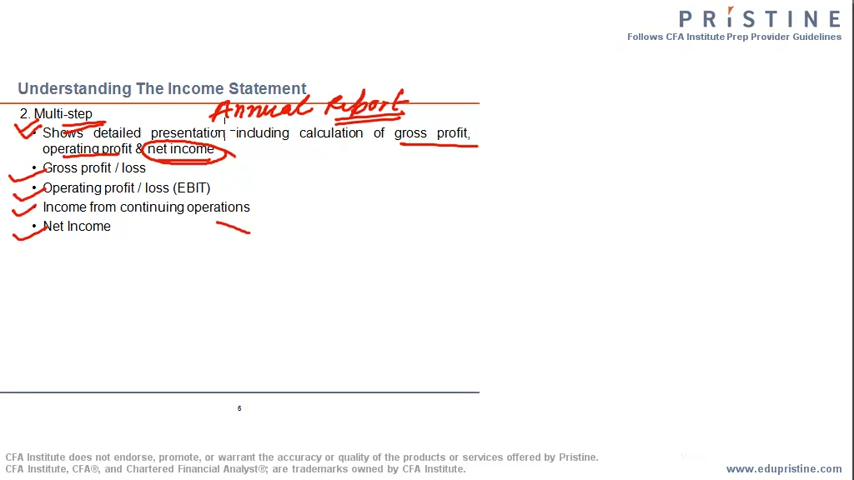 PRISTINE
Follows CFA Institute Prep Provider Guidelines
Understanding The Income Statement
Annual Report
2. Multi-step
• Shows detailed presentation including calculation of gross profit,
operating profit & net income
• Gross profit / loss
• Operating profit / loss (EBIT)
Income from continuing operations
• Net Income
6
CFA Institute does not endorse, promote, or warrant the accuracy or quality of the products or services offered by Pristine.
CFA Institute, CFA®, and Chartered Financial Analyst®; are trademarks owned by CFA Institute.
www.edupristine.com